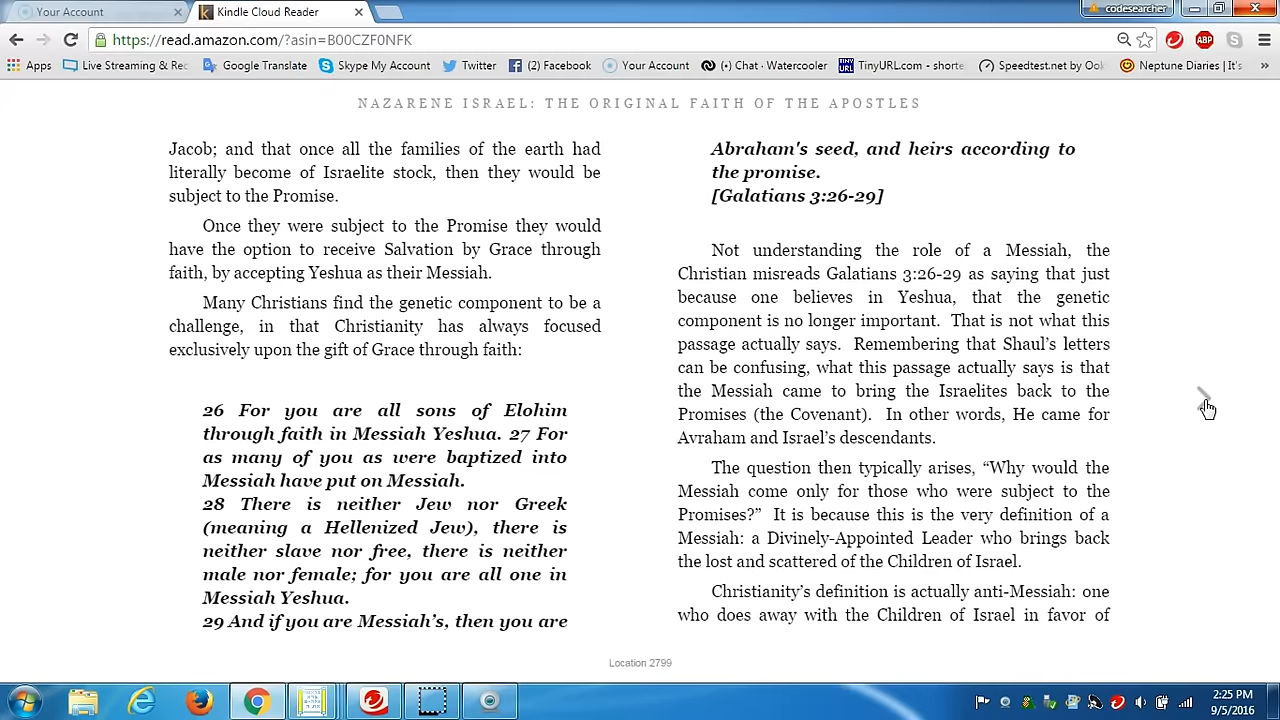 Your Account
Kindle Cloud Reader
codesearcher
https://read.amazon.com/?asin=B00CZF0NFK
ABP
Apps
Live Streaming & Rec
Google Translate
Skype My Account
Twitter
(2) Facebook
Your Account
(•) Chat · Watercooler
TINY URL
TinyURL.com - shorte
Speedtest.net by Ook
Neptune Diaries | It's
NAZARENE ISRAEL: THE ORIGINAL FAITH OF THE APOSTLES
Jacob; and that once all the families of the earth had
literally become of Israelite stock, then they would be
subject to the Promise.
Once they were subject to the Promise they would
have the option to receive Salvation by Grace through
faith, by accepting Yeshua as their Messiah.
Many Christians find the genetic component to be a
challenge, in that Christianity has always focused
exclusively upon the gift of Grace through faith:
26 For you are all sons of Elohim
through faith in Messiah Yeshua. 27 For
as many of you as were baptized into
Messiah have put on Messiah.
28 There is neither Jew nor Greek
(meaning a Hellenized Jew), there is
neither slave nor free, there is neither
male nor female; for you are all one in
Messiah Yeshua.
29 And if you are Messiah's, then you are
Abraham's seed, and heirs according to
the promise.
[Galatians 3:26-29]
Not understanding the role of a Messiah, the
Christian misreads Galatians 3:26-29 as saying that just
because one believes in Yeshua, that the genetic
component is no longer important. That is not what this
passage actually says. Remembering that Shaul's letters
can be confusing, what this passage actually says is that
the Messiah came to bring the Israelites back to the
Promises (the Covenant). In other words, He came for
Avraham and Israel's descendants.
The question then typically arises, “Why would the
Messiah come only for those who were subject to the
Promises?” It is because this is the very definition of a
Messiah: a Divinely-Appointed Leader who brings back
the lost and scattered of the Children of Israel.
Christianity's definition is actually anti-Messiah: one
who does away with the Children of Israel in favor of
Location 2799
2:25 PM
9/5/2016